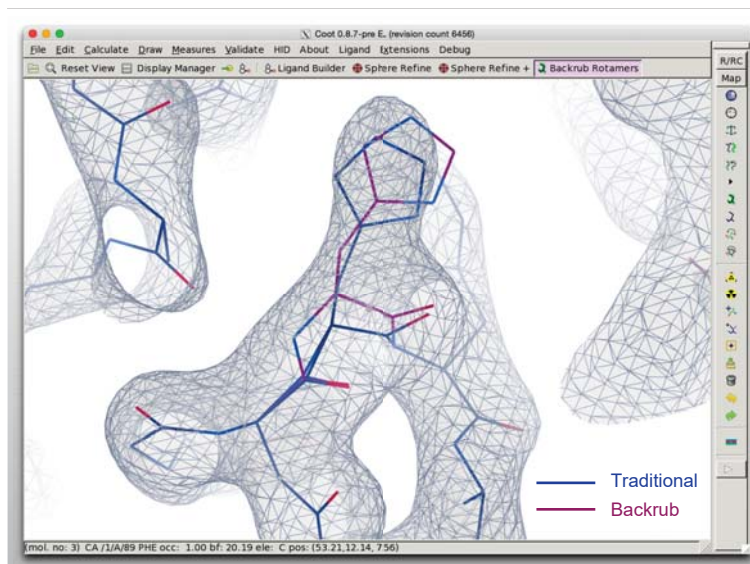 Coot 0.8.7-pre E. (revision count 6456)
File Edit Calculate Draw Measures Validate HID About Ligand Extensions Debug
Reset View Display Manager Ligand Builder Sphere Refine Sphere Refine + Backrub Rotamers
R/RC
Map
Traditional
Backrub
(mol. no: 3) CA /1/A/89 PHE occ: 1.00 bf: 20.19 ele: C pos: (53.21,12.14, 7.56)